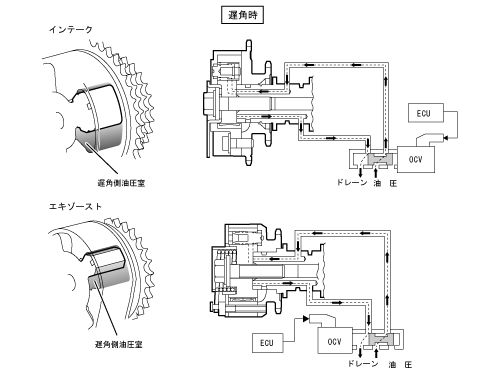 遅角時
インテーク
ECU
OCV
遅角側油圧室
ドレーン 油 圧
エキゾースト
ECU
OCV
遅角側油圧室
ドレーン 油 圧